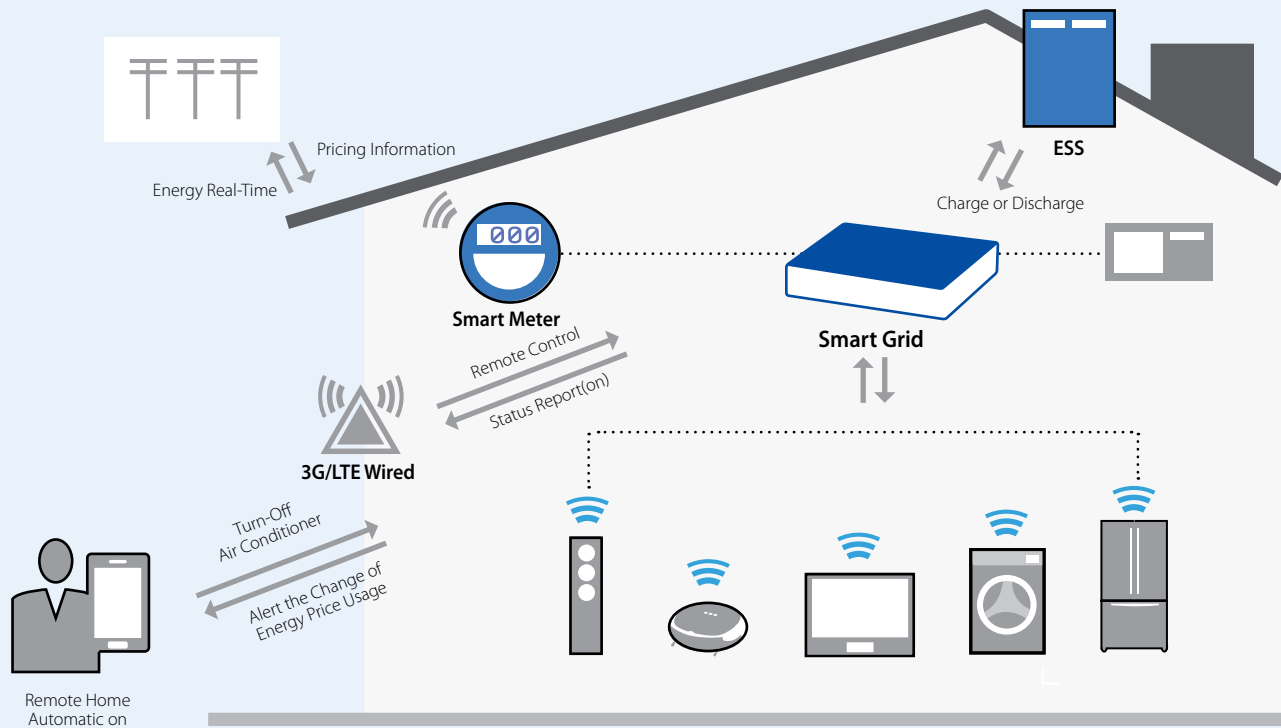 Pricing Information
Energy Real-Time
ESS
Charge or Discharge
000
Smart Meter
Smart Grid
Remote Control
Status Report(on)
3G/LTE Wired
Turn-Off
Air Conditioner
Alert the Change of
Energy Price Usage
Remote Home
Automatic on